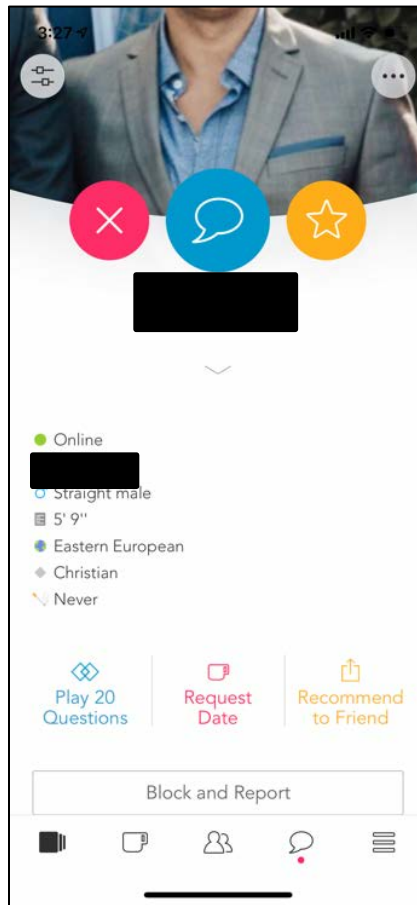 3:27
Online
Straight male
5' 9''
Eastern European
Christian
Never
Play 20
Questions
Request
Date
Recommend
to Friend
Block and Report